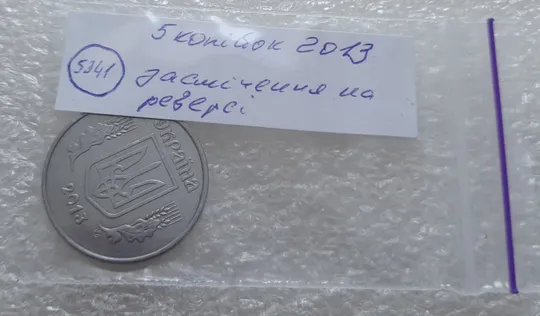 5 копійок 2013
5341
засмічення на
реверсі
Україна
2013